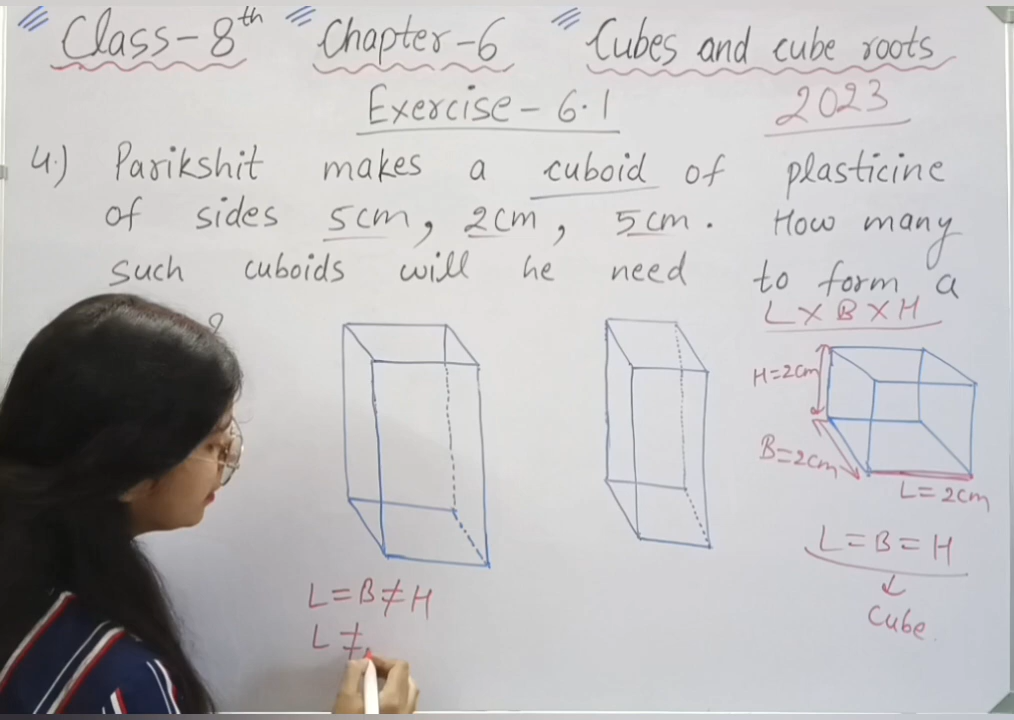 Class-8th Chapter-6 Cubes and cube roots
Exercise-6.1 2023
4.) Parikshit makes a cuboid of plasticine
of sides 5cm, 2cm, 5cm. How many
such cuboids will he need to form a
?
L×B×H
H=2cm
B=2cm
L=2cm
L=B=H
Cube
L=B≠H
L≠